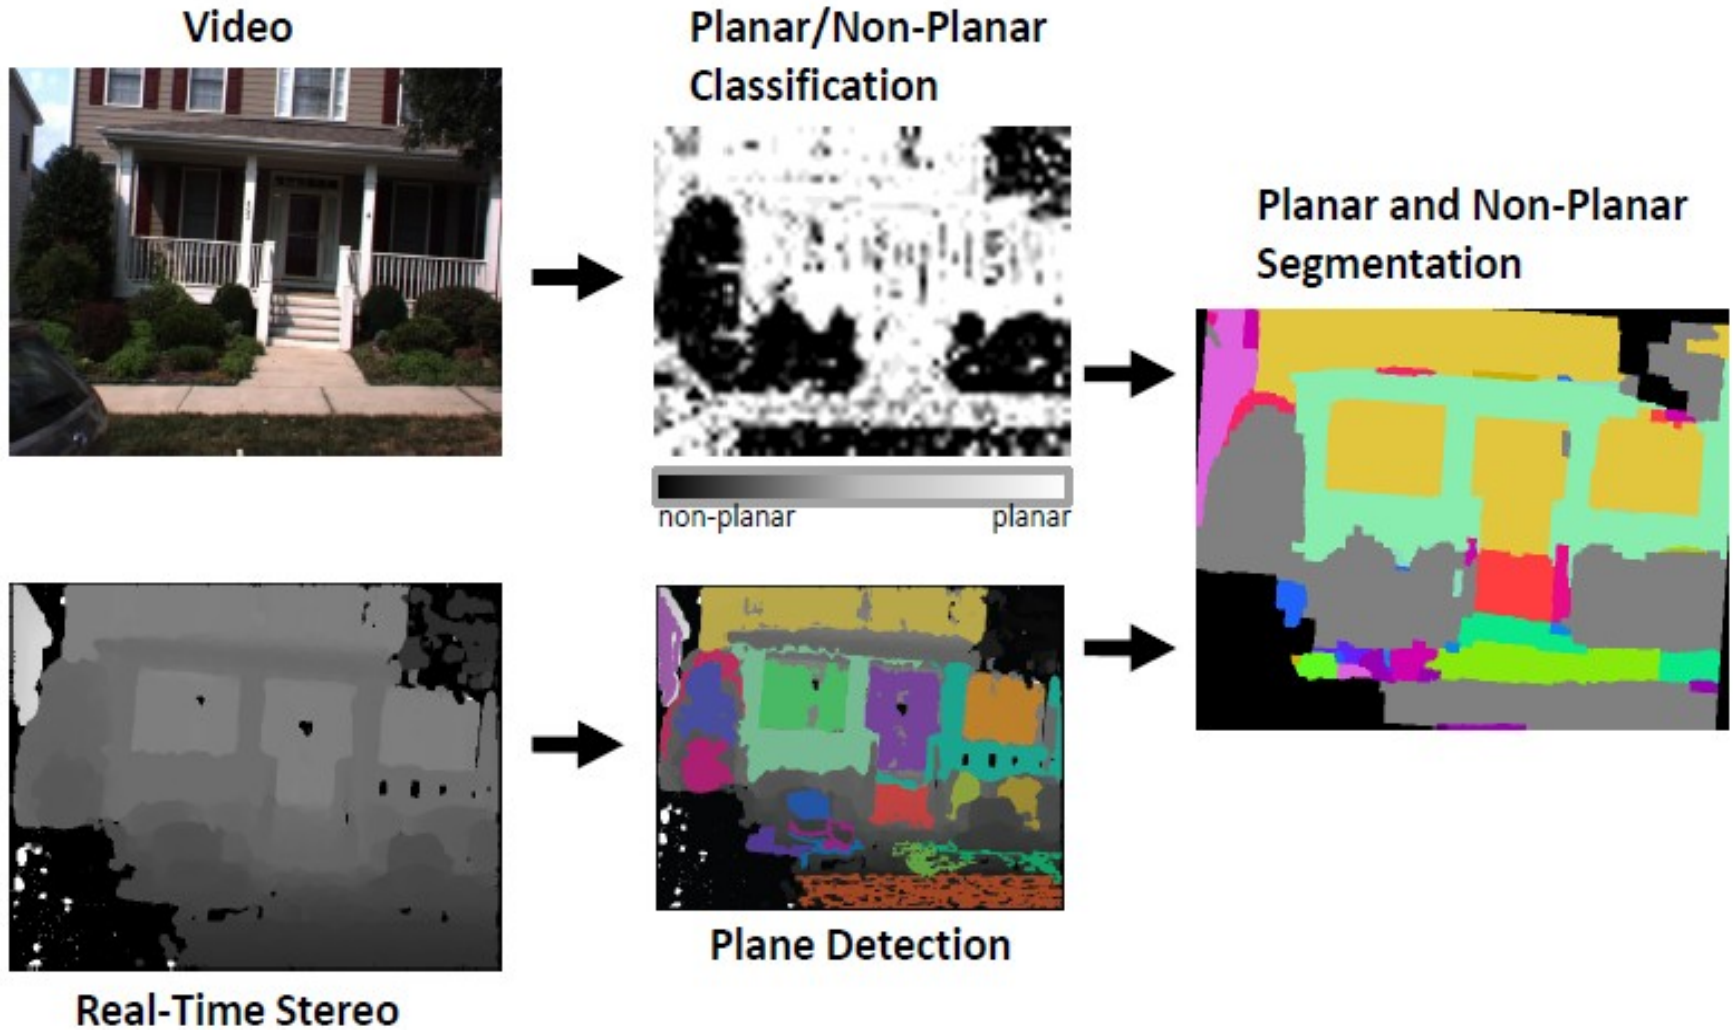 Video
Planar/Non-Planar
Classification
non-planar planar
Planar and Non-Planar
Segmentation
Plane Detection
Real-Time Stereo